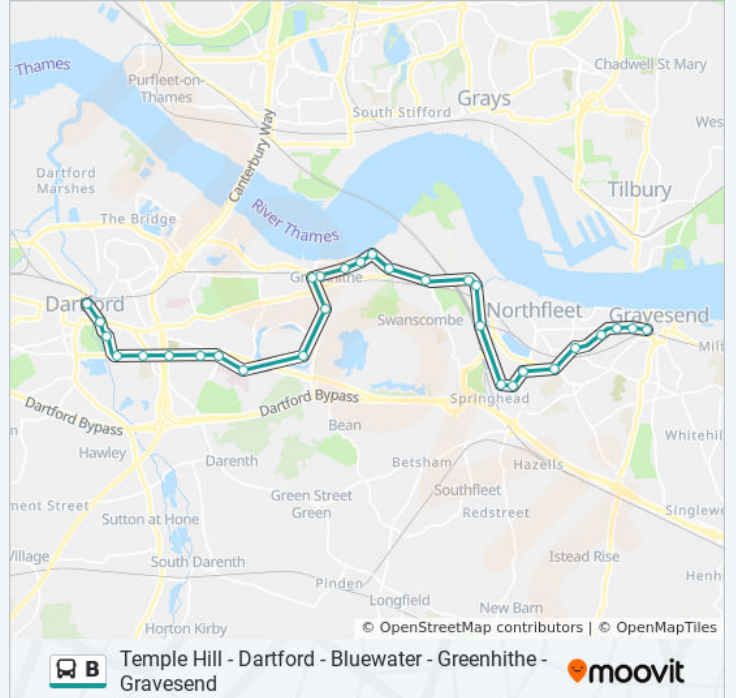 Thames
Purfleet-on-
Thames
Chadwell St Mary
Grays
South Stifford
Canterbury Way
Wes
Dartford
Marshes
Tilbury
The Bridge
River Thames
Dartford
Northfleet
Gravesend
Swanscombe
Milt
Dartford Bypass
Springhead
Dartford Bypass
Bean
Whitehil
Hawley
Darenth
Betsham
Hazells
Southfleet
Green Street
Green
ment Street
Redstreet
Singlewe
Sutton at Hone
Village
South Darenth
Istead Rise
Pinden
Henh
Longfield
New Barn
Horton Kirby
© OpenStreetMap contributors | © OpenMapTiles
B
Temple Hill - Dartford - Bluewater - Greenhithe -
Gravesend
moovit